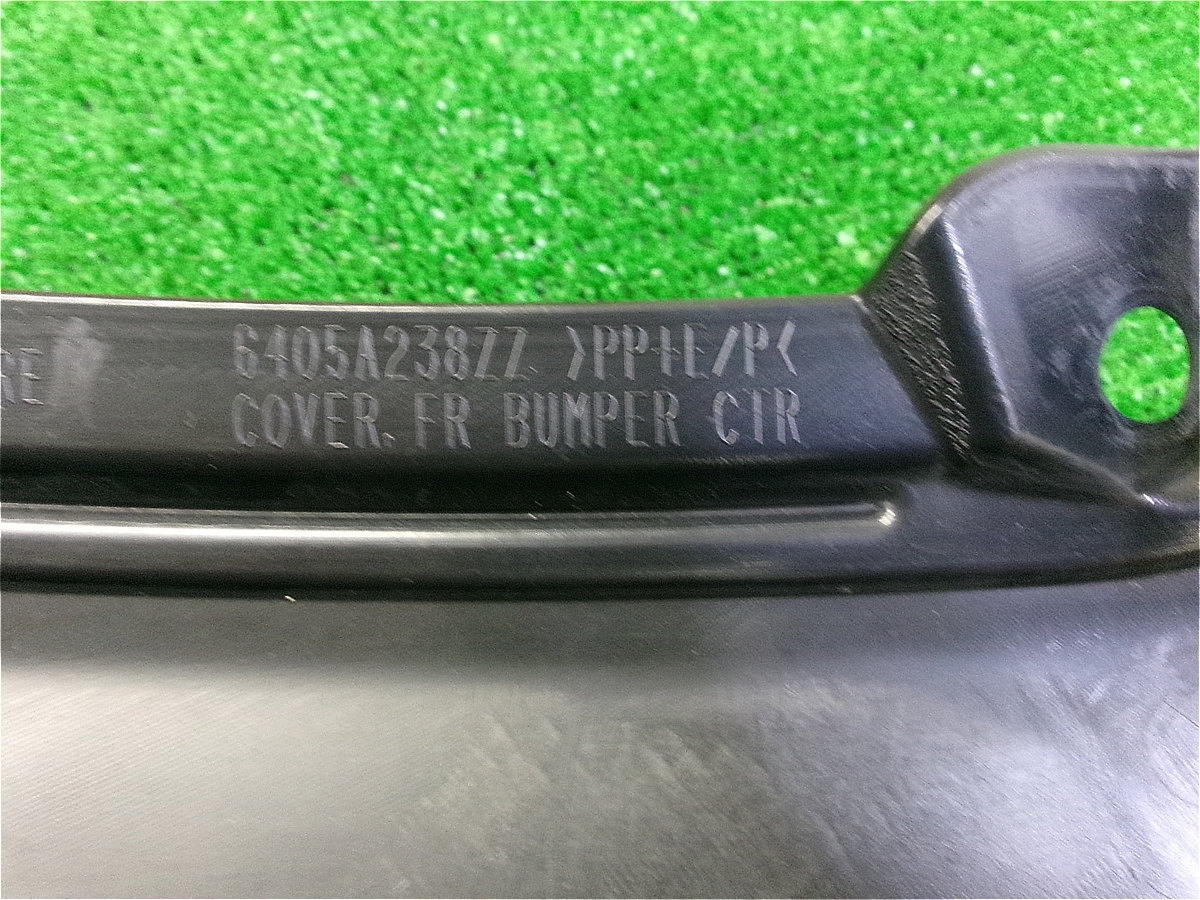 6405A238ZZ >PP+E/P<
COVER, FR BUMPER CTR